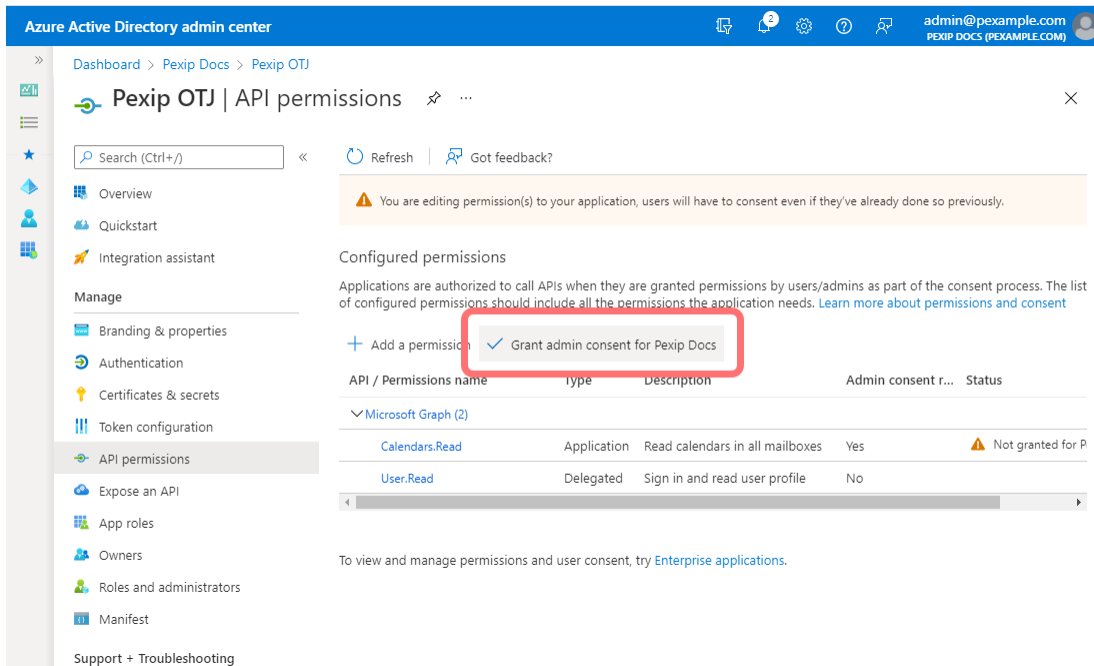 Azure Active Directory admin center
2
admin@pexample.com
PEXIP DOCS (PEXAMPLE.COM)
Dashboard > Pexip Docs > Pexip OTJ
Pexip OTJ | API permissions
Search (Ctrl+/)
Overview
Quickstart
Integration assistant
Manage
Branding & properties
Authentication
Certificates & secrets
Token configuration
API permissions
Expose an API
App roles
Owners
Roles and administrators
Manifest
Support + Troubleshooting
Refresh
Got feedback?
You are editing permission(s) to your application, users will have to consent even if they've already done so previously.
Configured permissions
Applications are authorized to call APIs when they are granted permissions by users/admins as part of the consent process. The list
of configured permissions should include all the permissions the application needs. Learn more about permissions and consent
Add a permission
Grant admin consent for Pexip Docs
API / Permissions name Type Description Admin consent r... Status
Microsoft Graph (2)
Calendars.Read Application Read calendars in all mailboxes Yes Not granted for P
User.Read Delegated Sign in and read user profile No
To view and manage permissions and user consent, try Enterprise applications.